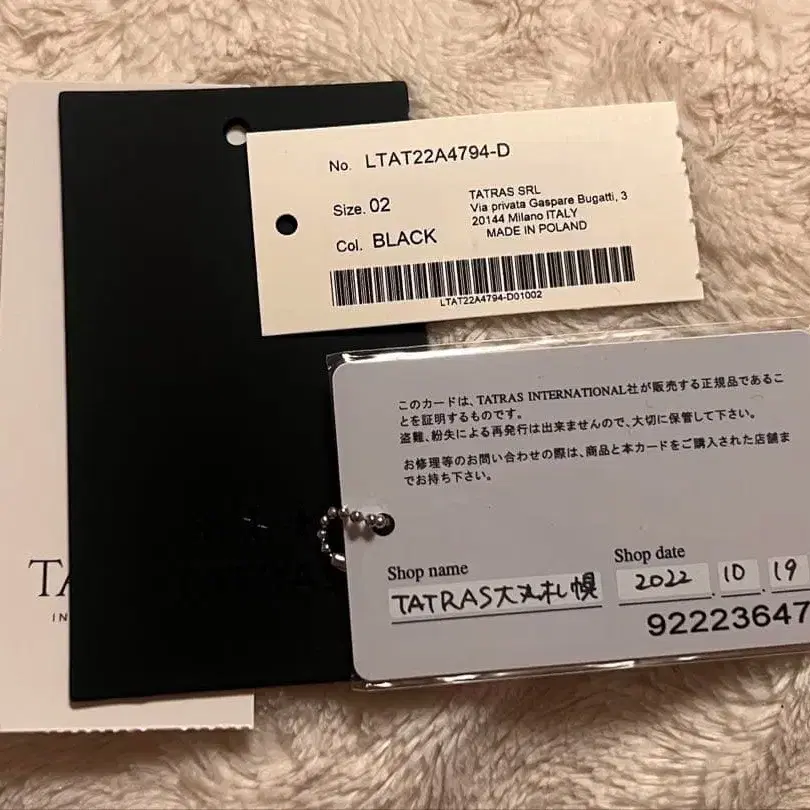 No. LTAT22A4794-D
Size. 02
Col. BLACK
TATRAS SRL
Via privata Gaspare Bugatti, 3
20144 Milano ITALY
MADE IN POLAND
LTAT22A4794-D01002
このカードは、TATRAS INTERNATIONAL社が販売する正規品であるこ
とを証明するものです。
盗難、紛失による再発行は出来ませんので、大切に保管して下さい。
お修理等のお問い合わせの際は、商品と本カードをご購入された店舗ま
でお持ち下さい。
Shop name
TATRAS大丸札幌
Shop date
2022 . 10 . 19
92223647
TA
IN